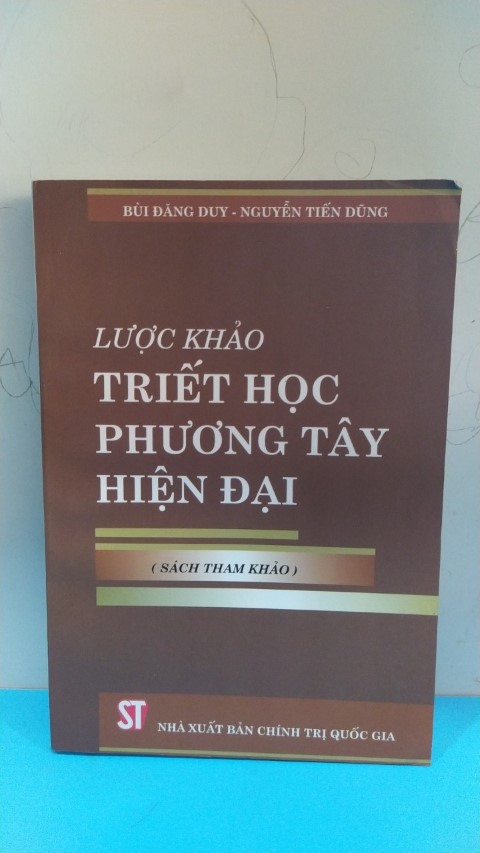 BÙI ĐĂNG DUY - NGUYỄN TIẾN DŨNG
LƯỢC KHẢO
TRIẾT HỌC
PHƯƠNG TÂY
HIỆN ĐẠI
( SÁCH THAM KHẢO )
ST
NHÀ XUẤT BẢN CHÍNH TRỊ QUỐC GIA